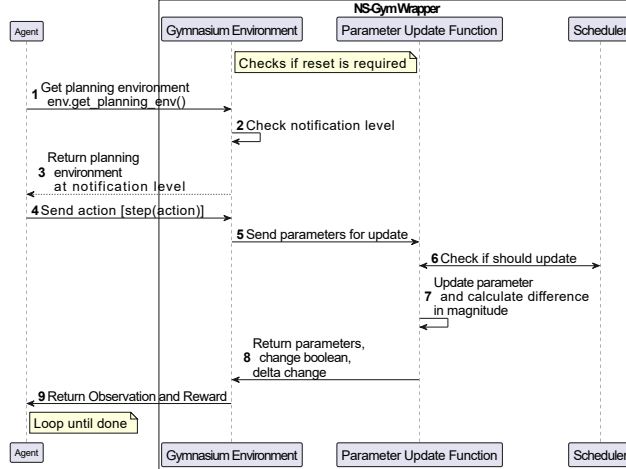 NS-Gym Wrapper
Agent
Gymnasium Environment
Parameter Update Function
Scheduler
Checks if reset is required
1 Get planning environment
env.get_planning_env()
2 Check notification level
Return planning
3 environment
at notification level
4 Send action [step(action)]
5 Send parameters for update
6 Check if should update
Update parameter
7 and calculate difference
in magnitude
Return parameters,
8 change boolean,
delta change
9 Return Observation and Reward
Loop until done
Agent
Gymnasium Environment
Parameter Update Function
Scheduler